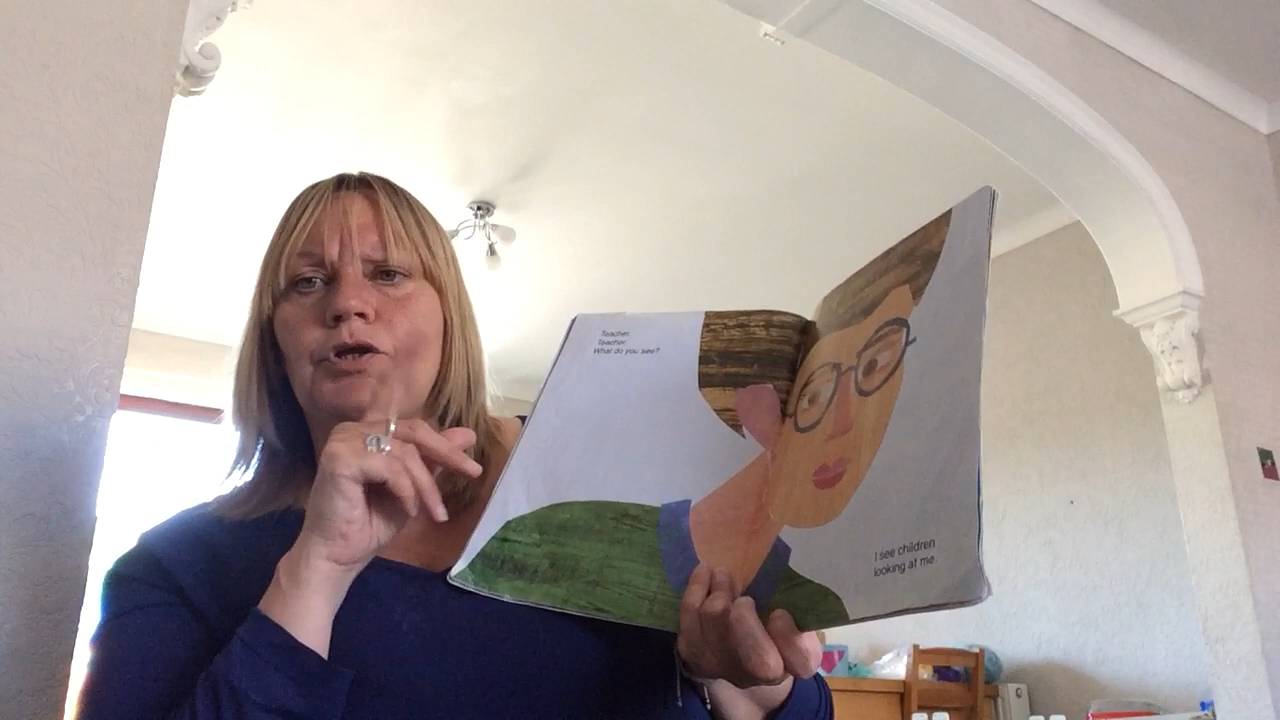 Teacher,
Teacher
What do you see?
I see children
looking at me.